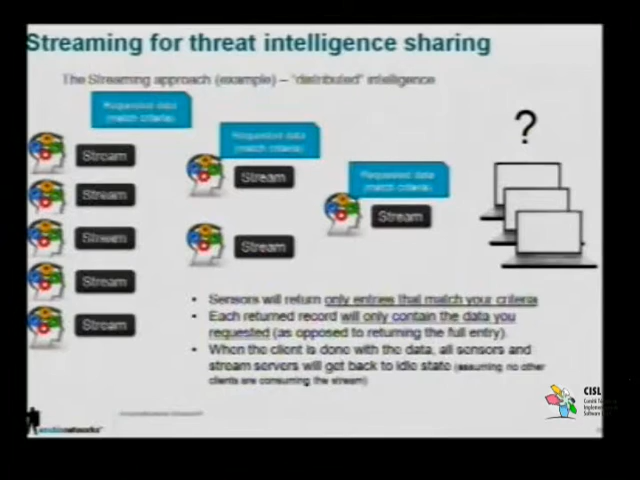 Streaming for threat intelligence sharing
The Streaming approach (example) – "distributed" intelligence
Requested data
(match criteria)
Requested data
(match criteria)
Requested data
(match criteria)
?
Stream
Stream
Stream
Stream
Stream
Stream
Stream
Stream
• Sensors will return only entries that match your criteria
• Each returned record will only contain the data you
requested (as opposed to returning the full entry).
• When the client is done with the data, all sensors and
stream servers will get back to idle state (assuming no other
clients are consuming the stream)
CISL
Software